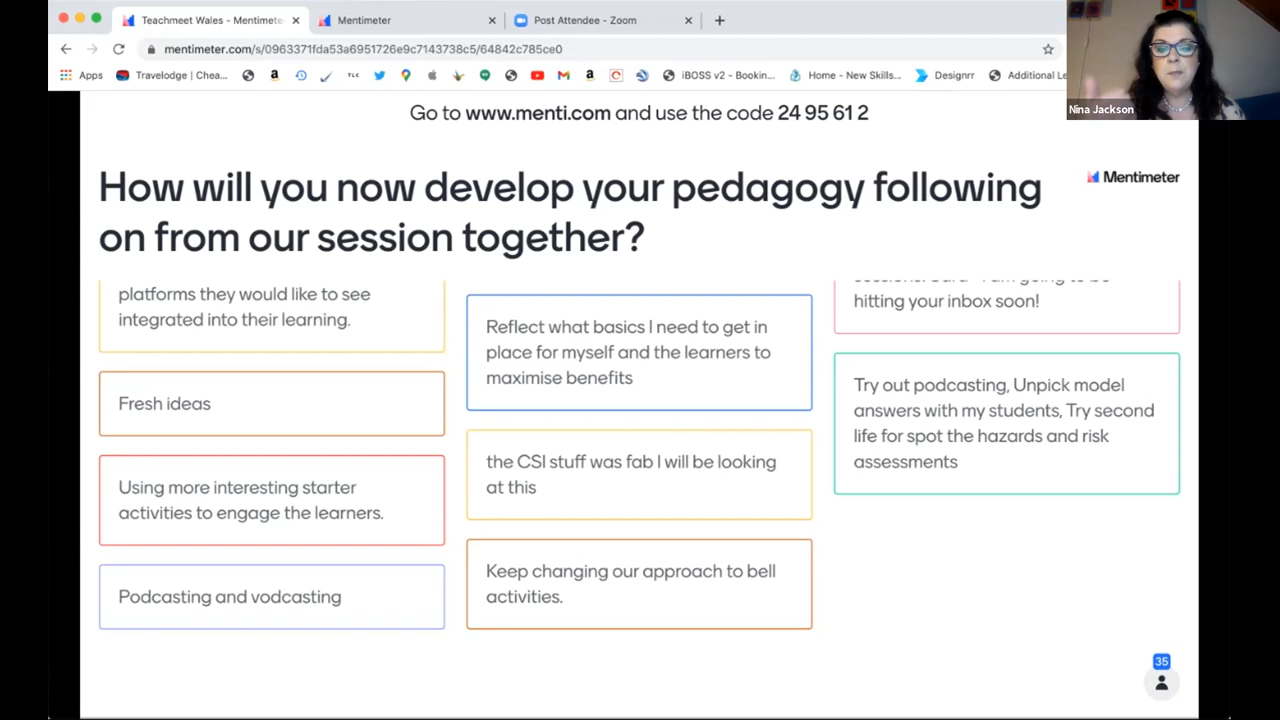 Teachmeet Wales - Mentimete
Mentimeter
Post Attendee - Zoom
mentimeter.com/s/0963371fda53a6951726e9c7143738c5/64842c785ce0
Apps
Travelodge | Chea...
TLC
iBOSS v2 - Bookin...
Home - New Skills...
Designrr
Additional Le
Nina Jackson
Go to www.menti.com and use the code 24 95 61 2
How will you now develop your pedagogy following
on from our session together?
Mentimeter
platforms they would like to see
integrated into their learning.
Fresh ideas
Using more interesting starter
activities to engage the learners.
Podcasting and vodcasting
Reflect what basics I need to get in
place for myself and the learners to
maximise benefits
the CSI stuff was fab I will be looking
at this
Keep changing our approach to bell
activities.
hitting your inbox soon!
Try out podcasting, Unpick model
answers with my students, Try second
life for spot the hazards and risk
assessments
35